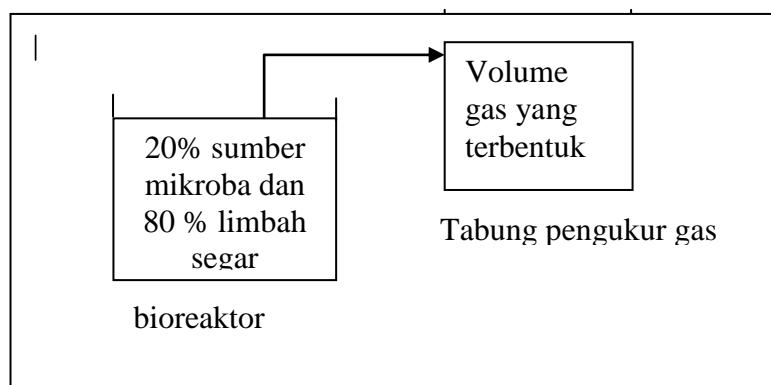 Volume
gas yang
terbentuk
20% sumber
mikroba dan
80 % limbah
segar
Tabung pengukur gas
bioreaktor